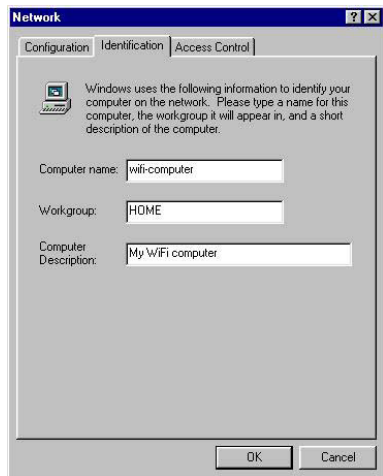 Network
Configuration Identification Access Control
Windows uses the following information to identify your
computer on the network. Please type a name for this
computer, the workgroup it will appear in, and a short
description of the computer.
Computer name: wifi-computer
Workgroup: HOME
Computer
Description: My WiFi computer
OK Cancel